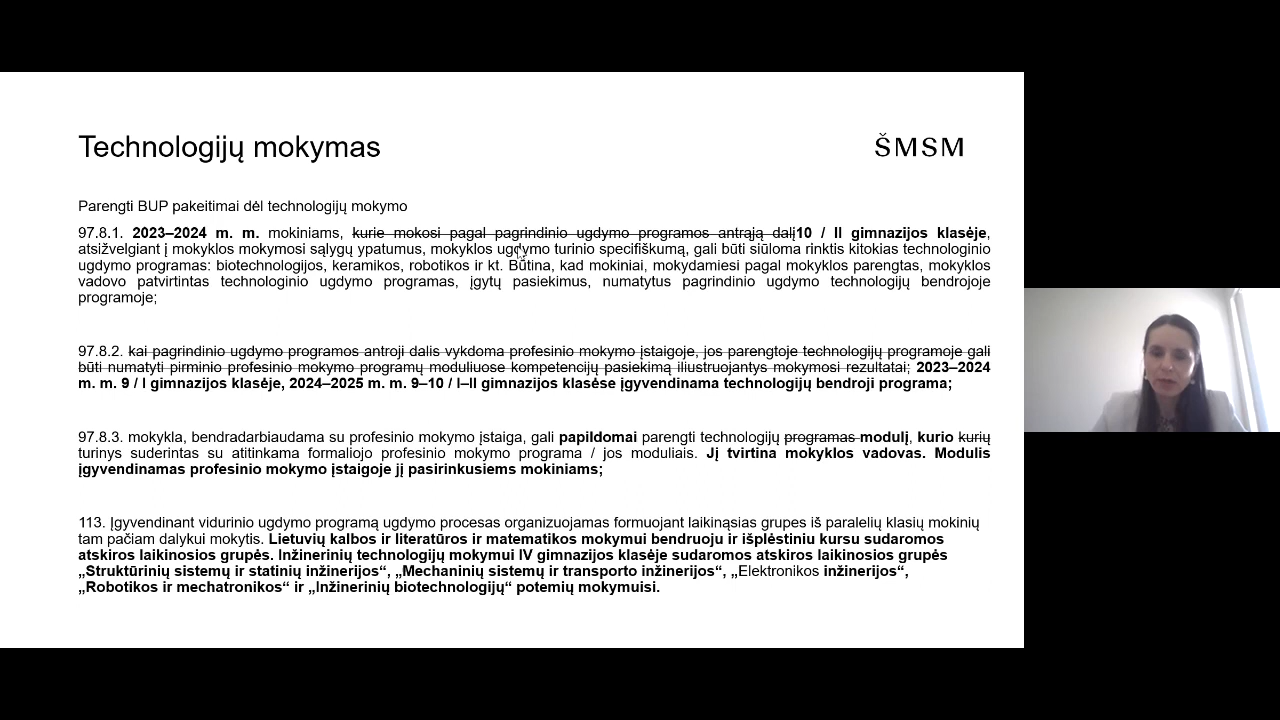 Technologijų mokymas
ŠMSM
Parengti BUP pakeitimai dėl technologijų mokymo
97.8.1. 2023–2024 m. m. mokiniams, kurie mokosi pagal pagrindinio ugdymo programos antrąją dalį10 / II gimnazijos klasėje,
atsižvelgiant į mokyklos mokymosi sąlygų ypatumus, mokyklos ugdymo turinio specifiškumą, gali būti siūloma rinktis kitokias technologinio
ugdymo programas: biotechnologijos, keramikos, robotikos ir kt. Būtina, kad mokiniai, mokydamiesi pagal mokyklos parengtas, mokyklos
vadovo patvirtintas technologinio ugdymo programas, įgytų pasiekimus, numatytus pagrindinio ugdymo technologijų bendrojoje
programoje;
97.8.2. kai pagrindinio ugdymo programos antroji dalis vykdoma profesinio mokymo įstaigoje, jos parengtoje technologijų programoje gali
būti numatyti pirminio profesinio mokymo programų moduliuose kompetencijų pasiekimą iliustruojantys mokymosi rezultatai; 2023–2024
m. m. 9 / I gimnazijos klasėje, 2024–2025 m. m. 9–10 / I–II gimnazijos klasėse įgyvendinama technologijų bendroji programa;
97.8.3. mokykla, bendradarbiaudama su profesinio mokymo įstaiga, gali papildomai parengti technologijų programas modulį, kurio kurių
turinys suderintas su atitinkama formaliojo profesinio mokymo programa / jos moduliais. Jį tvirtina mokyklos vadovas. Modulis
įgyvendinamas profesinio mokymo įstaigoje jį pasirinkusiems mokiniams;
113. Įgyvendinant vidurinio ugdymo programą ugdymo procesas organizuojamas formuojant laikinąsias grupes iš paralelių klasių mokinių
tam pačiam dalykui mokytis. Lietuvių kalbos ir literatūros ir matematikos mokymui bendruoju ir išplėstiniu kursu sudaromos
atskiros laikinosios grupės. Inžinerinių technologijų mokymui IV gimnazijos klasėje sudaromos atskiros laikinosios grupės
„Struktūrinių sistemų ir statinių inžinerijos“, „Mechaninių sistemų ir transporto inžinerijos“, „Elektronikos inžinerijos“,
„Robotikos ir mechatronikos“ ir „Inžinerinių biotechnologijų“ potemių mokymuisi.